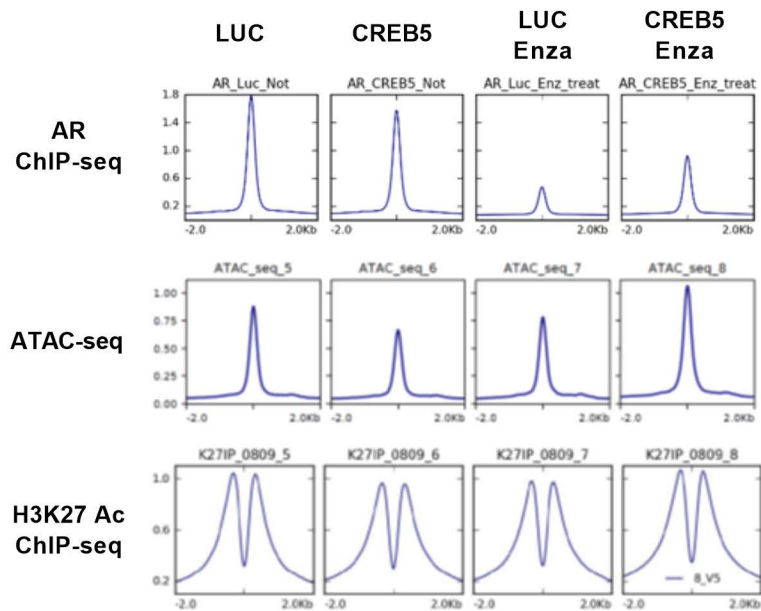 LUC CREB5 LUC Enza CREB5 Enza
AR_Luc_Not AR_CREB5_Not AR_Luc_Enz_treat AR_CREB5_Enz_treat
AR ChIP-seq
1.8
1.4
1.0
0.6
0.2
-2.0 2.0Kb -2.0 2.0Kb -2.0 2.0Kb -2.0 2.0Kb
ATAC_seq_5 ATAC_seq_6 ATAC_seq_7 ATAC_seq_8
ATAC-seq
1.00
0.75
0.50
0.25
0.00
-2.0 2.0Kb -2.0 2.0Kb -2.0 2.0Kb -2.0 2.0Kb
K27IP_0809_5 K27IP_0809_6 K27IP_0809_7 K27IP_0809_8
H3K27 Ac ChIP-seq
1.0
0.6
0.2
8_V5
-2.0 2.0Kb -2.0 2.0Kb -2.0 2.0Kb -2.0 2.0Kb